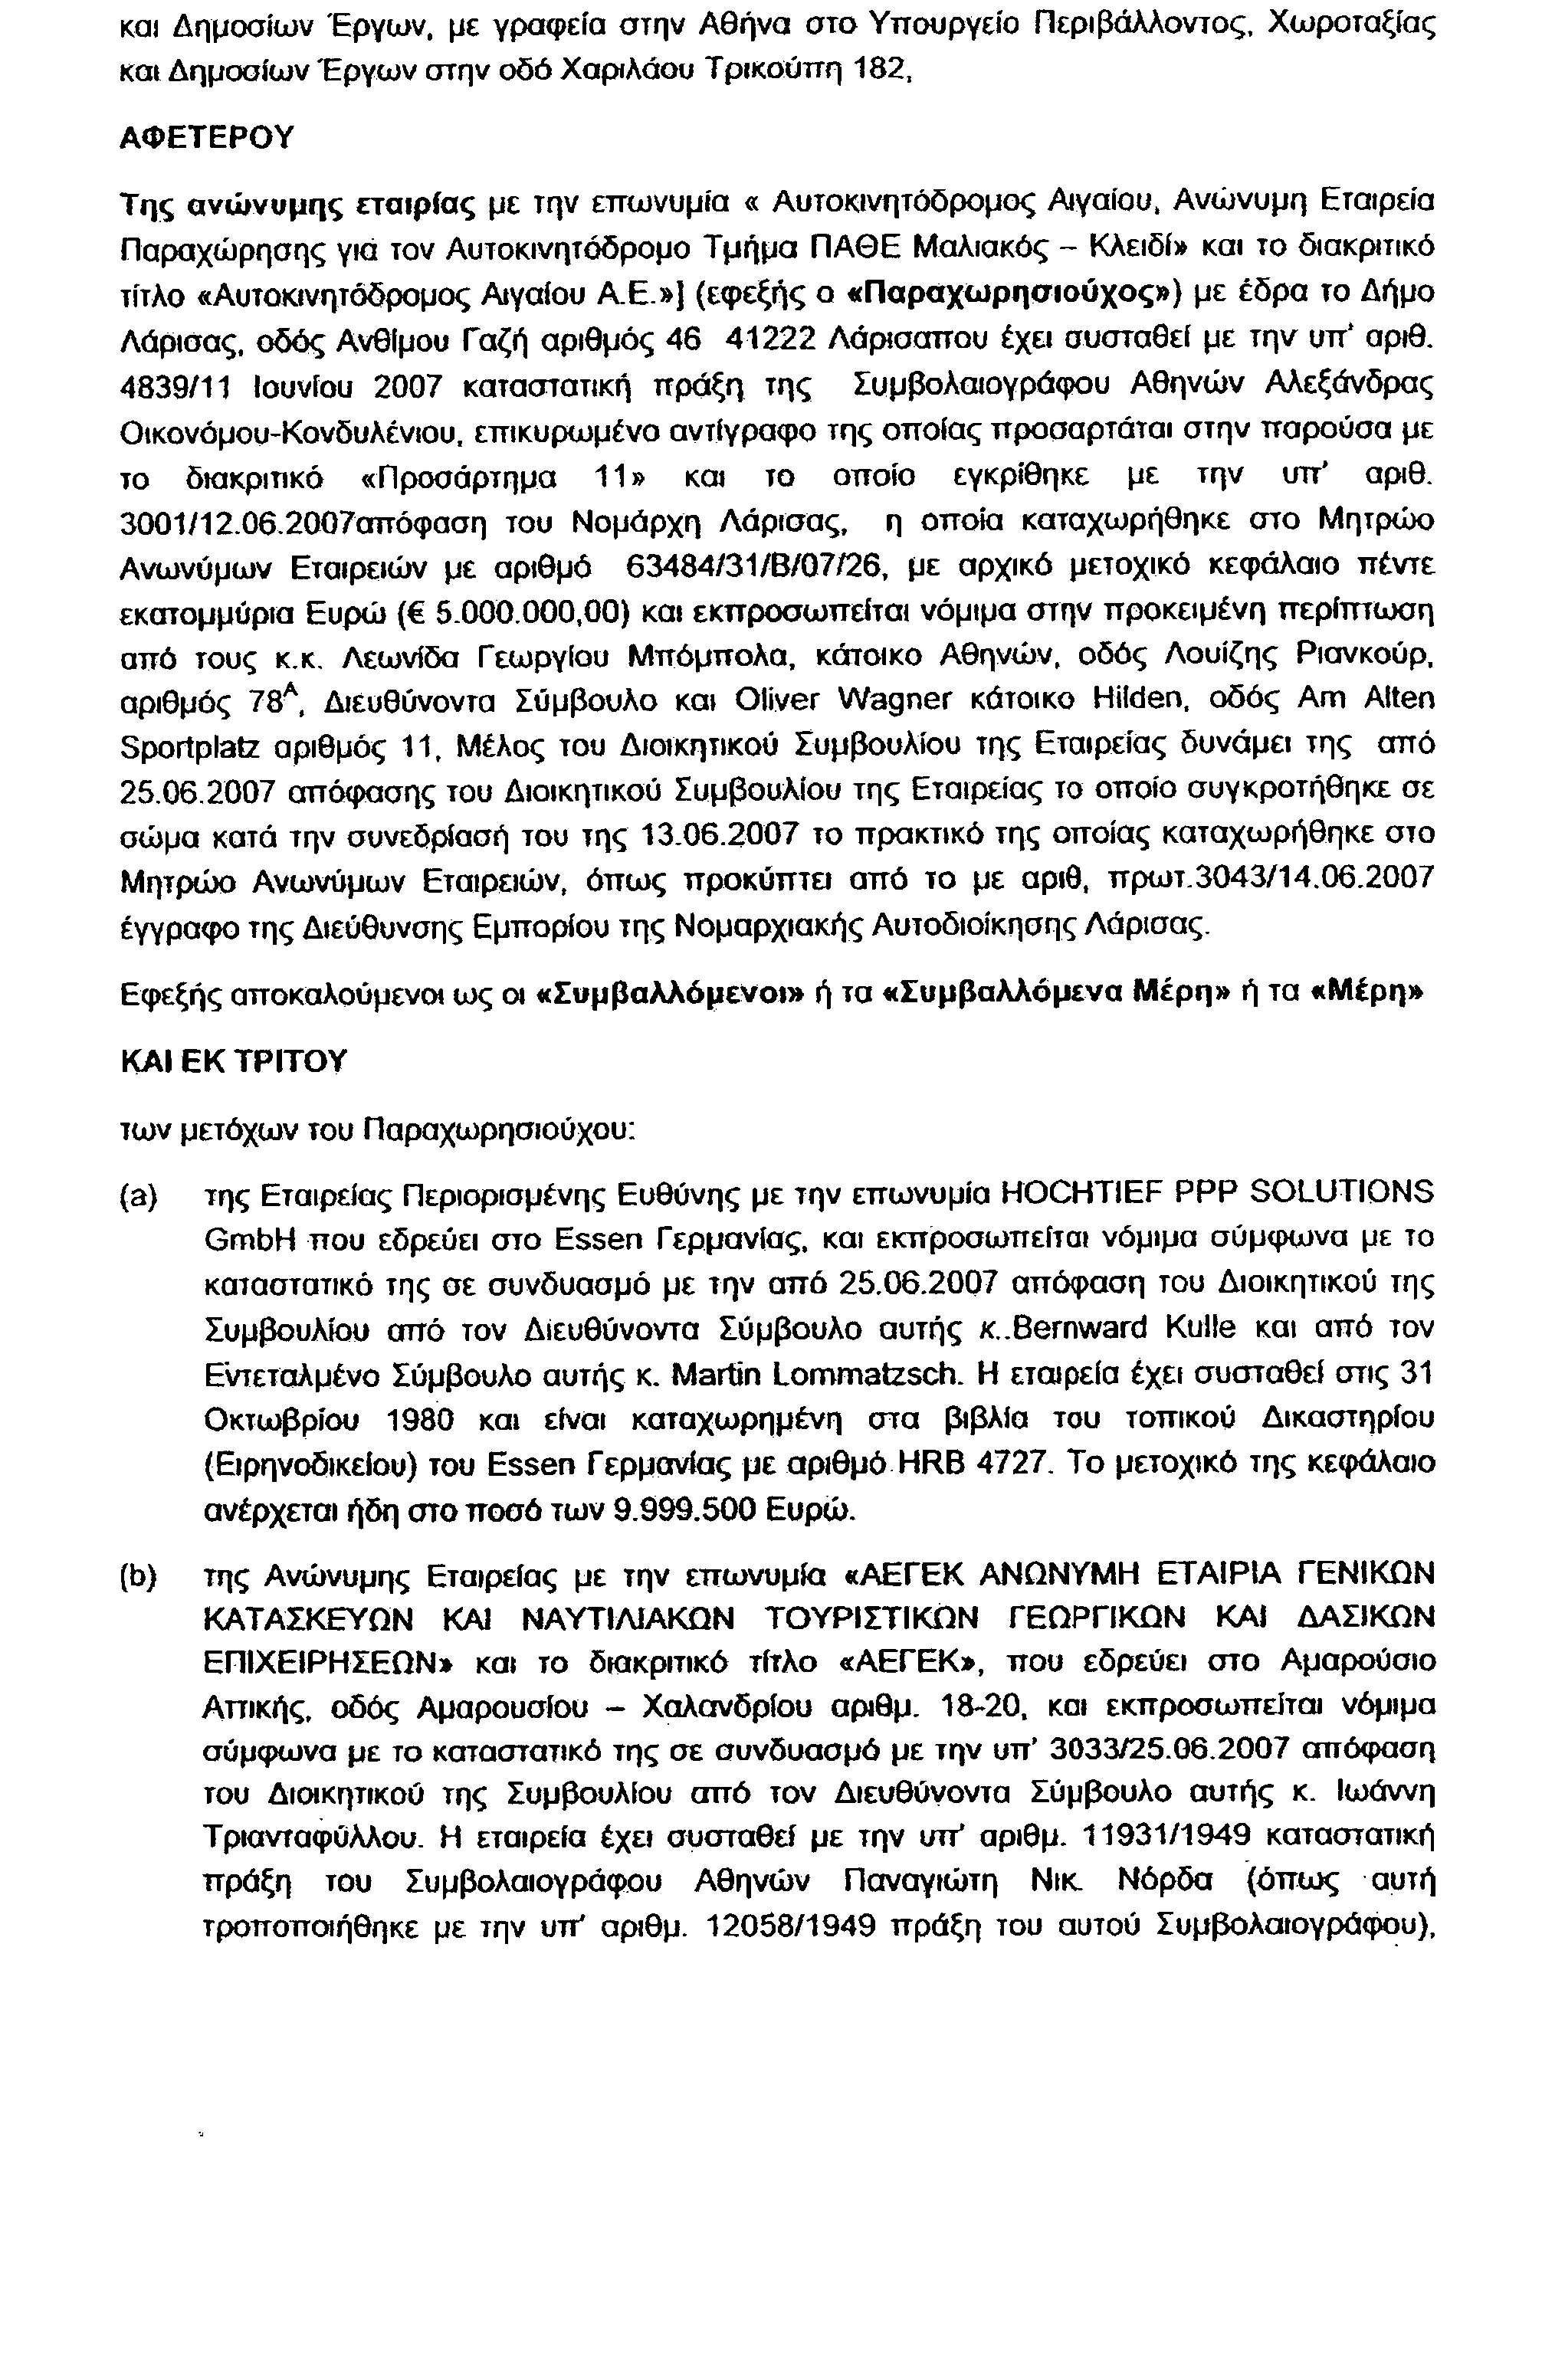 και Δημοσίων Έργων, με γραφεία στην Αθήνα στο Υπουργείο Περιβάλλοντος, Χωροταξίας
και Δημοσίων Έργων στην οδό Χαριλάου Τρικούπη 182,
ΑΦΕΤΕΡΟΥ
Της ανώνυμης εταιρίας με την επωνυμία « Αυτοκινητόδρομος Αιγαίου, Ανώνυμη Εταιρεία
Παραχώρησης για τον Αυτοκινητόδρομο Τμήμα ΠΑΘΕ Μαλιακός – Κλειδί» και το διακριτικό
τίτλο «Αυτοκινητόδρομος Αιγαίου Α.Ε.»] (εφεξής ο «Παραχωρησιούχος») με έδρα το Δήμο
Λάρισας, οδός Ανθίμου Γαζή αριθμός 46 41222 Λάρισαπου έχει συσταθεί με την υπ' αριθ.
4839/11 Ιουνίου 2007 καταστατική πράξη της Συμβολαιογράφου Αθηνών Αλεξάνδρας
Οικονόμου-Κονδυλένιου, επικυρωμένο αντίγραφο της οποίας προσαρτάται στην παρούσα με
το διακριτικό «Προσάρτημα 11» και το οποίο εγκρίθηκε με την υπ' αριθ.
3001/12.06.2007απόφαση του Νομάρχη Λάρισας, η οποία καταχωρήθηκε στο Μητρώο
Ανωνύμων Εταιρειών με αριθμό 63484/31/Β/07/26, με αρχικό μετοχικό κεφάλαιο πέντε
εκατομμύρια Ευρώ (€ 5.000.000,00) και εκπροσωπείται νόμιμα στην προκειμένη περίπτωση
από τους κ.κ. Λεωνίδα Γεωργίου Μπόμπολα, κάτοικο Αθηνών, οδός Λουίζης Ριανκούρ,
αριθμός 78Α, Διευθύνοντα Σύμβουλο και Oliver Wagner κάτοικο Hilden, οδός Am Alten
Sportplatz αριθμός 11, Μέλος του Διοικητικού Συμβουλίου της Εταιρείας δυνάμει της από
25.06.2007 απόφασης του Διοικητικού Συμβουλίου της Εταιρείας το οποίο συγκροτήθηκε σε
σώμα κατά την συνεδρίασή του της 13.06.2007 το πρακτικό της οποίας καταχωρήθηκε στο
Μητρώο Ανωνύμων Εταιρειών, όπως προκύπτει από το με αριθ, πρωτ.3043/14.06.2007
έγγραφο της Διεύθυνσης Εμπορίου της Νομαρχιακής Αυτοδιοίκησης Λάρισας.
Εφεξής αποκαλούμενοι ως οι «Συμβαλλόμενοι» ή τα «Συμβαλλόμενα Μέρη» ή τα «Μέρη»
ΚΑΙ ΕΚ ΤΡΙΤΟΥ
των μετόχων του Παραχωρησιούχου:
(a) της Εταιρείας Περιορισμένης Ευθύνης με την επωνυμία HOCHTIEF PPP SOLUTIONS
GmbH που εδρεύει στο Essen Γερμανίας, και εκπροσωπείται νόμιμα σύμφωνα με το
καταστατικό της σε συνδυασμό με την από 25.06.2007 απόφαση του Διοικητικού της
Συμβουλίου από τον Διευθύνοντα Σύμβουλο αυτής κ..Bernward Kulle και από τον
Εντεταλμένο Σύμβουλο αυτής κ. Martin Lommatzsch. Η εταιρεία έχει συσταθεί στις 31
Οκτωβρίου 1980 και είναι καταχωρημένη στα βιβλία του τοπικού Δικαστηρίου
(Ειρηνοδικείου) του Essen Γερμανίας με αριθμό HRB 4727. Το μετοχικό της κεφάλαιο
ανέρχεται ήδη στο ποσό των 9.999.500 Ευρώ.
(b) της Ανώνυμης Εταιρείας με την επωνυμία «ΑΕΓΕΚ ΑΝΩΝΥΜΗ ΕΤΑΙΡΙΑ ΓΕΝΙΚΩΝ
ΚΑΤΑΣΚΕΥΩΝ ΚΑΙ ΝΑΥΤΙΛΙΑΚΩΝ ΤΟΥΡΙΣΤΙΚΩΝ ΓΕΩΡΓΙΚΩΝ ΚΑΙ ΔΑΣΙΚΩΝ
ΕΠΙΧΕΙΡΗΣΕΩΝ» και το διακριτικό τίτλο «ΑΕΓΕΚ», που εδρεύει στο Αμαρούσιο
Αττικής, οδός Αμαρουσίου – Χαλανδρίου αριθμ. 18-20, και εκπροσωπείται νόμιμα
σύμφωνα με το καταστατικό της σε συνδυασμό με την υπ' 3033/25.06.2007 απόφαση
του Διοικητικού της Συμβουλίου από τον Διευθύνοντα Σύμβουλο αυτής κ. Ιωάννη
Τριανταφύλλου. Η εταιρεία έχει συσταθεί με την υπ' αριθμ. 11931/1949 καταστατική
πράξη του Συμβολαιογράφου Αθηνών Παναγιώτη Νικ. Νόρδα (όπως αυτή
τροποποιήθηκε με την υπ' αριθμ. 12058/1949 πράξη του αυτού Συμβολαιογράφου),